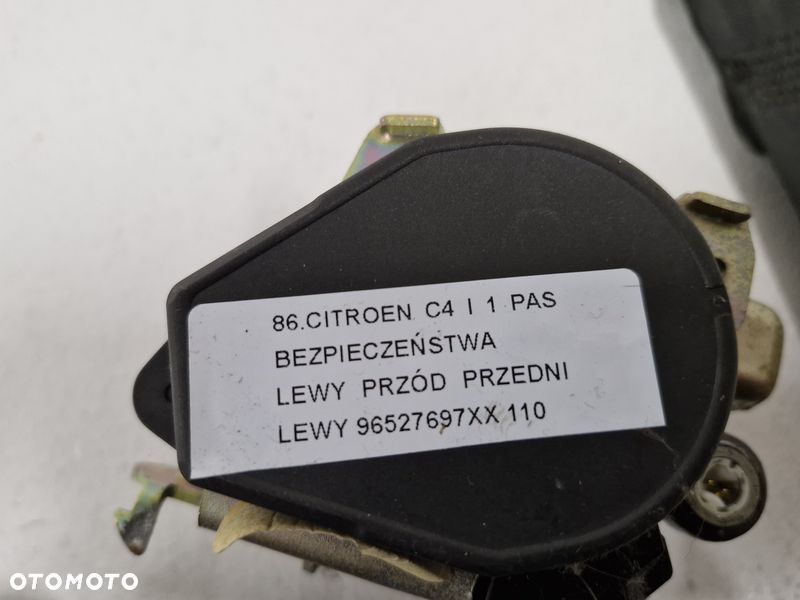 86.CITROEN C4 I 1 PAS
BEZPIECZEŃSTWA
LEWY PRZÓD PRZEDNI
LEWY 96527697XX 110
OTOMOTO